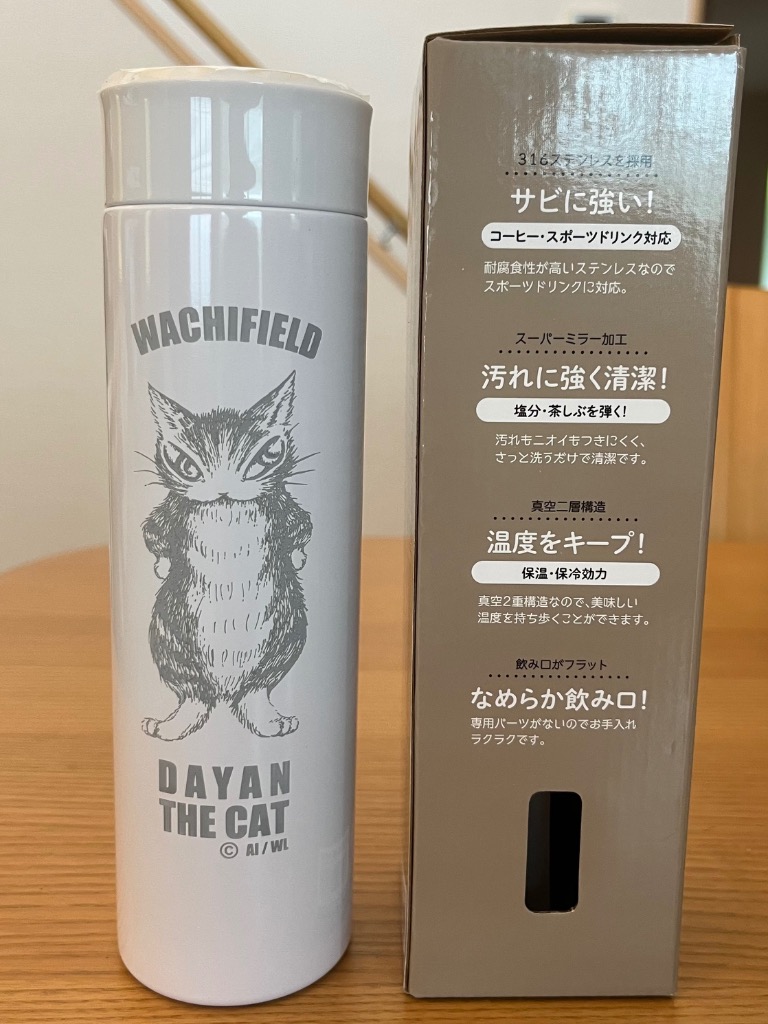 WACHIFIELD
DAYAN
THE CAT
© AI / WL
316ステンレスを採用
サビに強い!
コーヒー・スポーツドリンク対応
耐腐食性が高いステンレスなので
スポーツドリンクに対応。
スーパーミラー加工
汚れに強く清潔!
塩分・茶しぶを弾く!
汚れもニオイもつきにくく、
さっと洗うだけで清潔です。
真空二層構造
温度をキープ!
保温・保冷効力
真空2重構造なので、美味しい
温度を持ち歩くことができます。
飲み口がフラット
なめらか飲み口!
専用パーツがないのでお手入れ
ラクラクです。